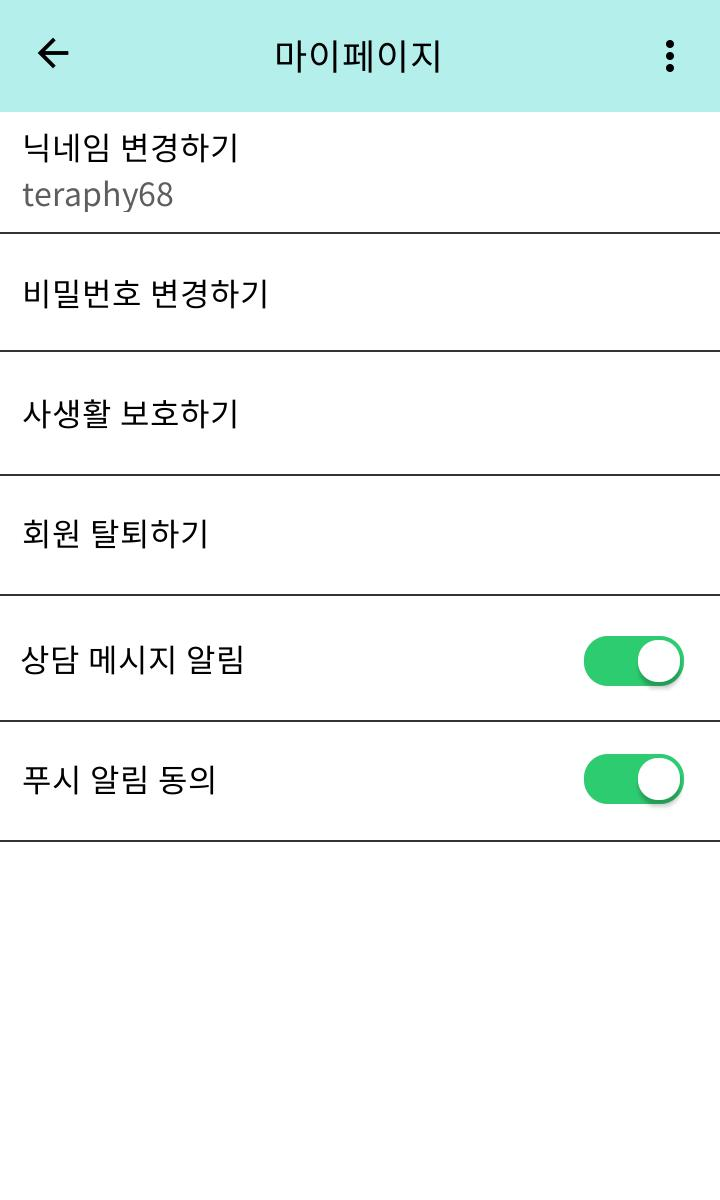 마이페이지
닉네임 변경하기
teraphy68
비밀번호 변경하기
사생활 보호하기
회원 탈퇴하기
상담 메시지 알림
푸시 알림 동의